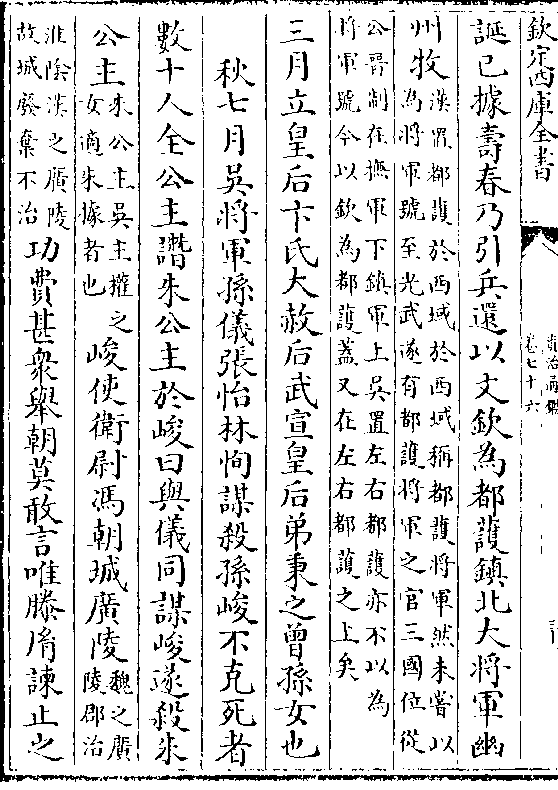 欽定四庫全書
資治通鑑
卷七十六
誕已據壽春乃引兵還以文欽為都護鎮北大將軍幽
州牧漢置都護於西域於西域稱都護將軍然未嘗以
為將軍號至光武遂有都護將軍之官三國位從
公晉制在撫軍下鎮軍上吳置左右都護亦不以為
將軍號今以欽為都護蓋又在左右都護之上矣
三月立皇后卞氏大赦后武宣皇后弟秉之曾孫女也
秋七月吳將軍孫儀張怡林恂謀殺孫峻不克死者
數十人全公主譖朱公主於峻曰與儀同謀峻遂殺朱
公主朱公主吳主權之
女適朱據者也峻使衛尉馮朝城廣陵魏之廣
陵郡治
淮陰漢之廣陵
故城廢棄不治功費甚衆舉朝莫敢言唯滕胤諫止之